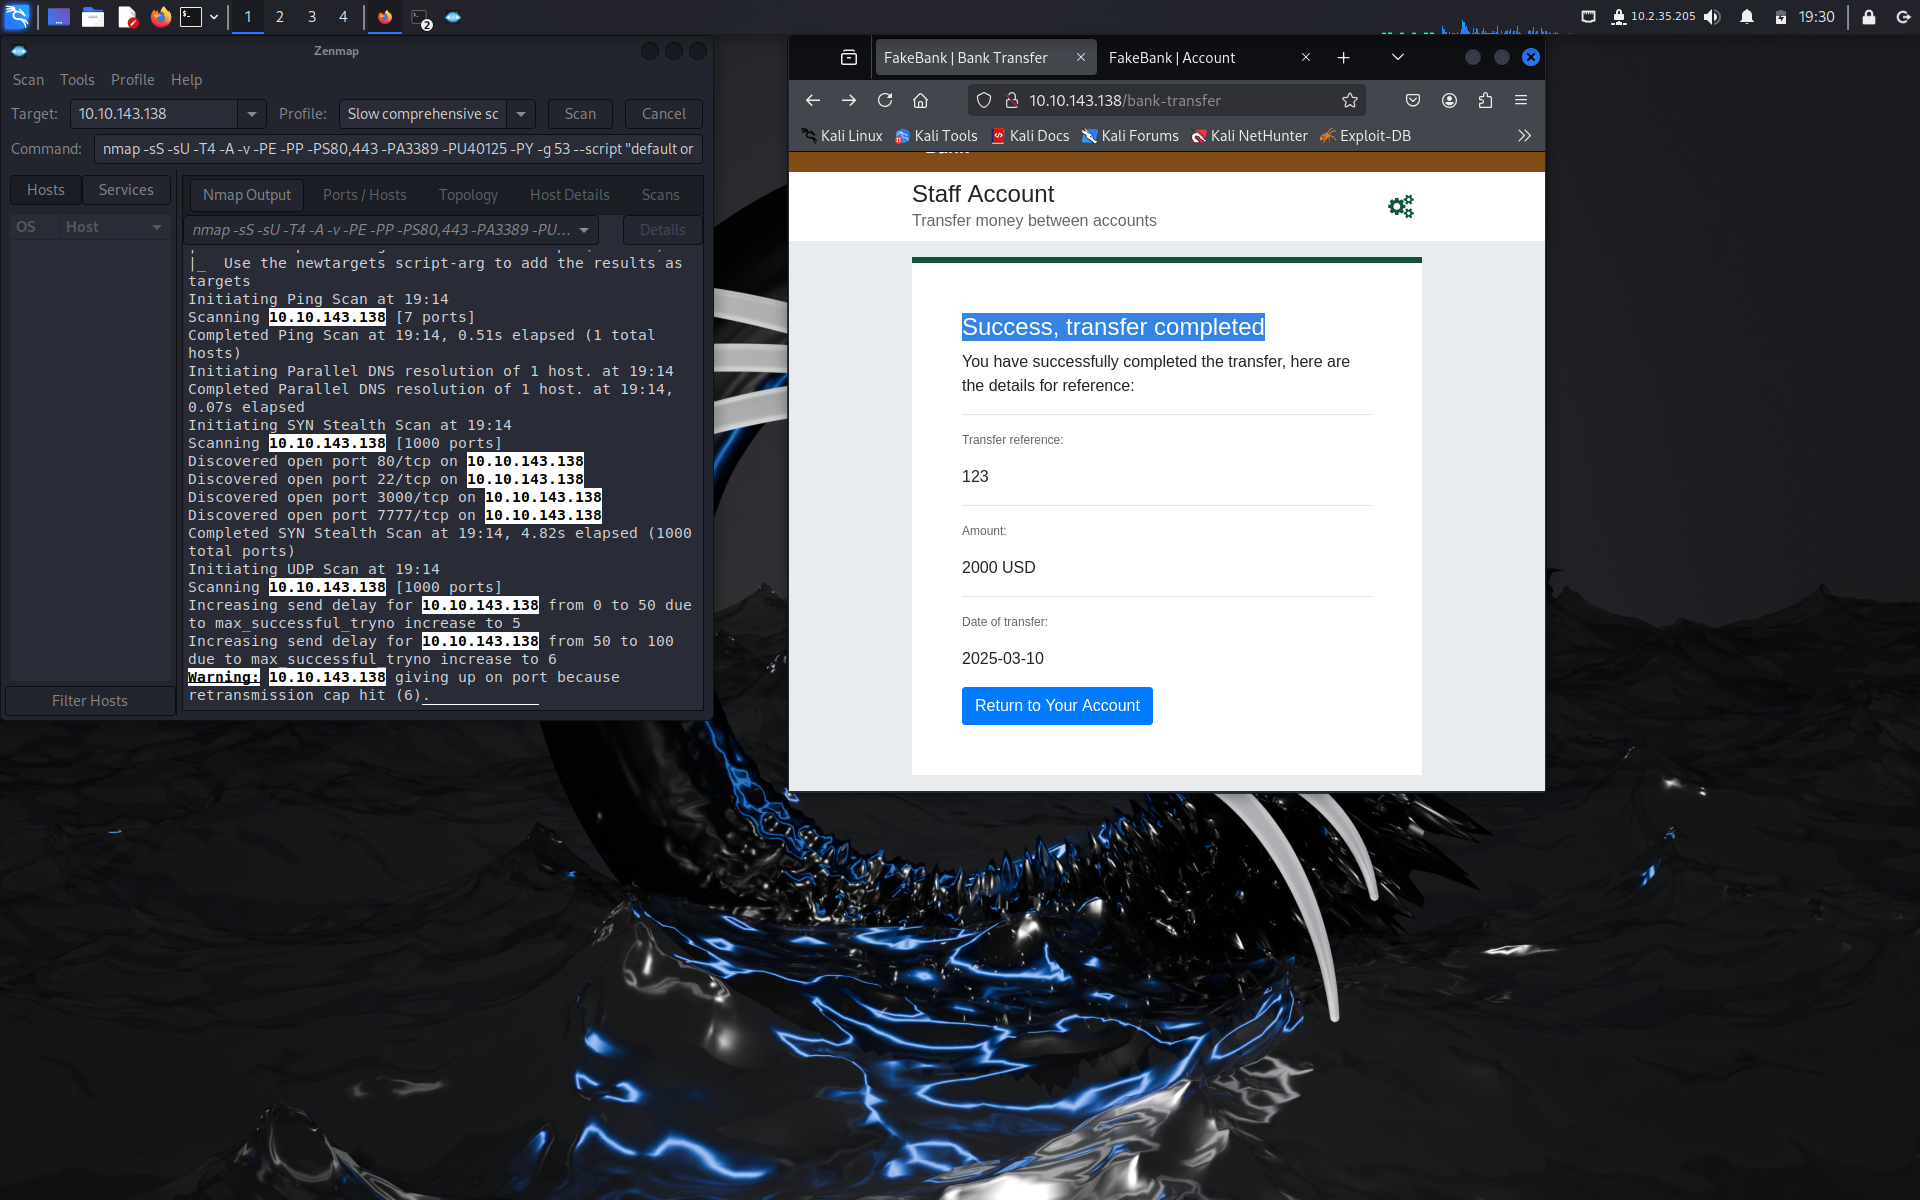 1
2
3
4
2
10.2.35.205
19:30
Zenmap
Scan Tools Profile Help
Target: 10.10.143.138 Profile: Slow comprehensive sc Scan Cancel
Command: nmap -sS -sU -T4 -A -v -PE -PP -PS80,443 -PA3389 -PU40125 -PY -g 53 --script "default or
Hosts Services
OS Host
Filter Hosts
Nmap Output Ports / Hosts Topology Host Details Scans
nmap -sS -sU -T4 -A -v -PE -PP -PS80,443 -PA3389 -PU... Details
|_  Use the newtargets script-arg to add the results as
targets
Initiating Ping Scan at 19:14
Scanning 10.10.143.138 [7 ports]
Completed Ping Scan at 19:14, 0.51s elapsed (1 total
hosts)
Initiating Parallel DNS resolution of 1 host. at 19:14
Completed Parallel DNS resolution of 1 host. at 19:14,
0.07s elapsed
Initiating SYN Stealth Scan at 19:14
Scanning 10.10.143.138 [1000 ports]
Discovered open port 80/tcp on 10.10.143.138
Discovered open port 22/tcp on 10.10.143.138
Discovered open port 3000/tcp on 10.10.143.138
Discovered open port 7777/tcp on 10.10.143.138
Completed SYN Stealth Scan at 19:14, 4.82s elapsed (1000
total ports)
Initiating UDP Scan at 19:14
Scanning 10.10.143.138 [1000 ports]
Increasing send delay for 10.10.143.138 from 0 to 50 due
to max_successful_tryno increase to 5
Increasing send delay for 10.10.143.138 from 50 to 100
due to max_successful_tryno increase to 6
Warning: 10.10.143.138 giving up on port because
retransmission cap hit (6).
FakeBank | Bank Transfer
FakeBank | Account
10.10.143.138/bank-transfer
Kali Linux Kali Tools Kali Docs Kali Forums Kali NetHunter Exploit-DB
Staff Account
Transfer money between accounts
Success, transfer completed
You have successfully completed the transfer, here are
the details for reference:
Transfer reference:
123
Amount:
2000 USD
Date of transfer:
2025-03-10
Return to Your Account